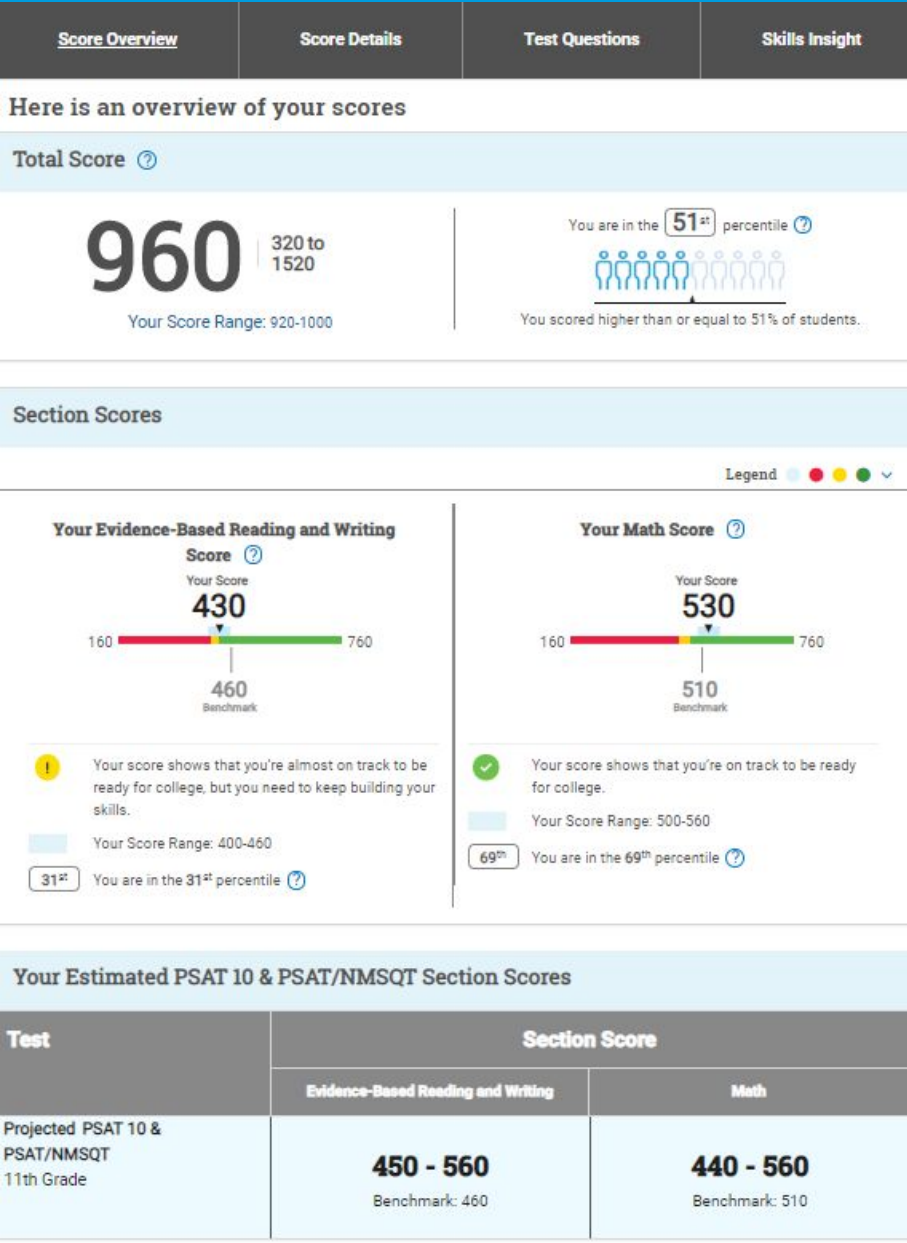 Score Overview
Score Details
Test Questions
Skills Insight
Here is an overview of your scores
Total Score ?
960
320 to
1520
Your Score Range: 920-1000
You are in the 51st percentile ?
You scored higher than or equal to 51% of students.
Section Scores
Legend
Your Evidence-Based Reading and Writing
Score ?
Your Score
430
160
760
460
Benchmark
! Your score shows that you're almost on track to be
ready for college, but you need to keep building your
skills.
Your Score Range: 400-460
31st You are in the 31st percentile ?
Your Math Score ?
Your Score
530
160
760
510
Benchmark
Your score shows that you're on track to be ready
for college.
Your Score Range: 500-560
69th You are in the 69th percentile ?
Your Estimated PSAT 10 & PSAT/NMSQT Section Scores
Test
Section Score
Evidence-Based Reading and Writing
Math
Projected PSAT 10 &
PSAT/NMSQT
11th Grade
450 - 560
Benchmark: 460
440 - 560
Benchmark: 510